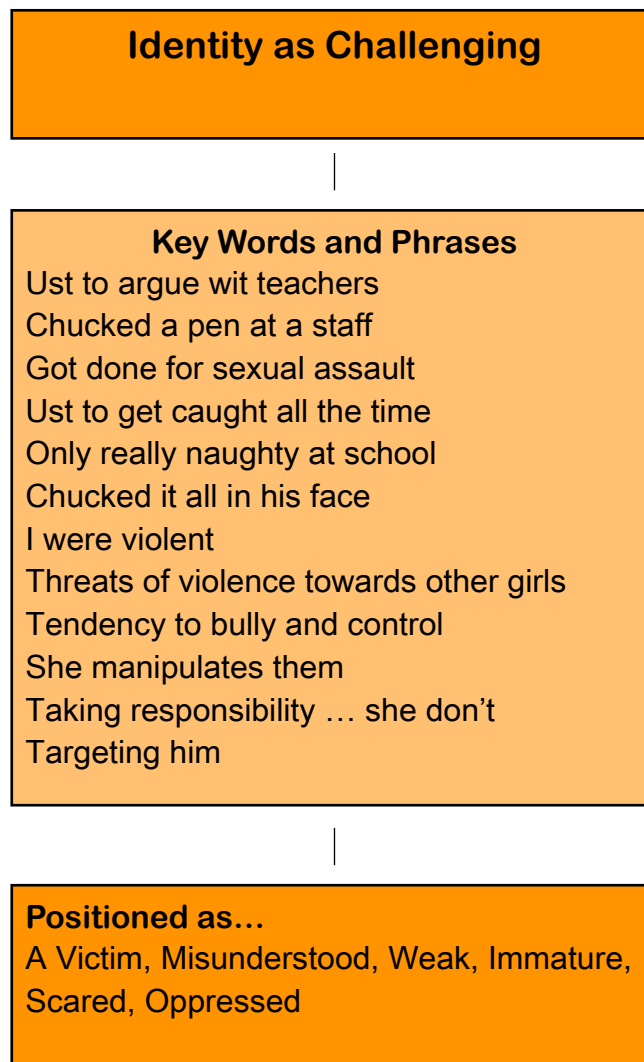 Identity as Challenging
Key Words and Phrases
Ust to argue wit teachers
Chucked a pen at a staff
Got done for sexual assault
Ust to get caught all the time
Only really naughty at school
Chucked it all in his face
I were violent
Threats of violence towards other girls
Tendency to bully and control
She manipulates them
Taking responsibility … she don’t
Targeting him
Positioned as…
A Victim, Misunderstood, Weak, Immature,
Scared, Oppressed